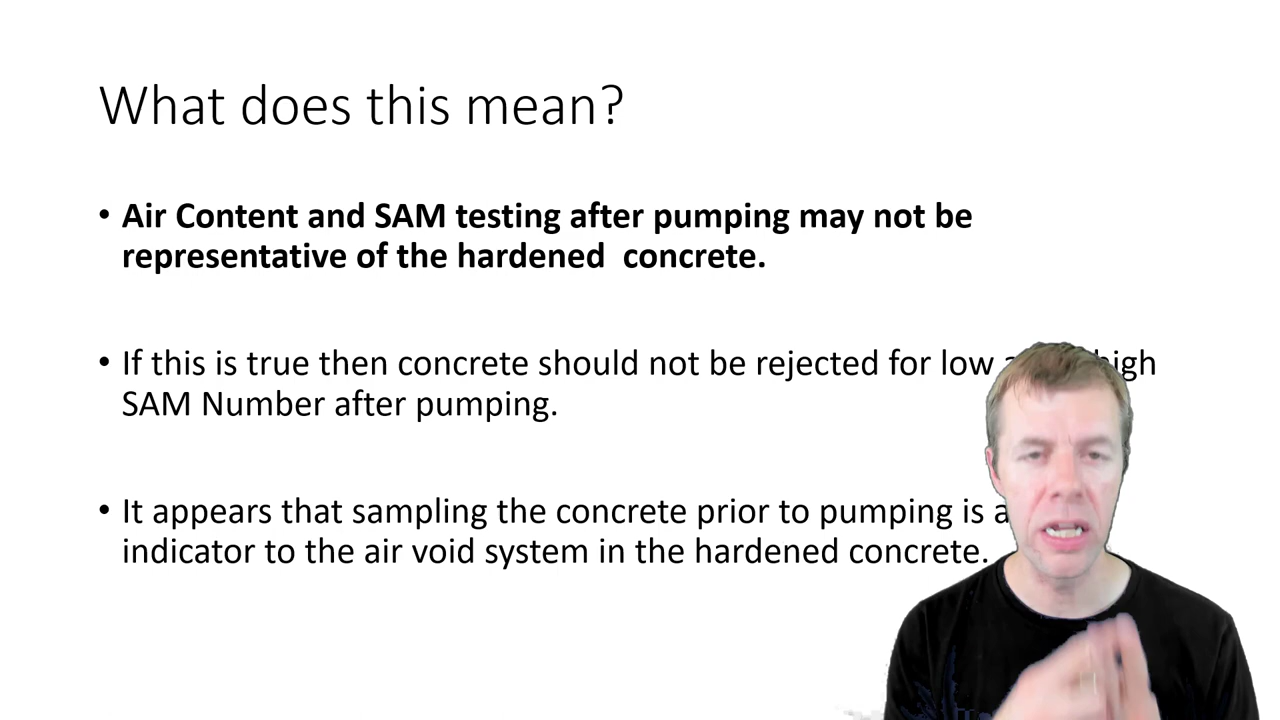 What does this mean?
• Air Content and SAM testing after pumping may not be
representative of the hardened concrete.
• If this is true then concrete should not be rejected for low
SAM Number after pumping.
• It appears that sampling the concrete prior to pumping is
indicator to the air void system in the hardened concrete.